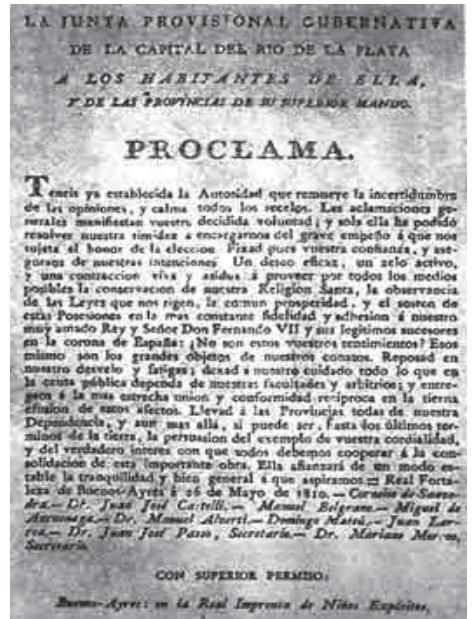 LA JUNTA PROVISIONAL GUBERNATIVA
DE LA CAPITAL DEL RIO DE LA PLATA
A LOS HABITANTES DE ELLA,
Y DE LAS PROVINCIAS DE SU SUPERIOR MANDO.
PROCLAMA.
Teneis ya establecida la Autoridad que remueve la incertidumbre
de las opiniones, y calma todos los recelos. Las aclamaciones ge-
nerales manifiestan vuestra decidida voluntad; y sola ella ha podido
resolver nuestra timidez a encargarnos del grave empeño á que nos
sujeta el honor de la eleccion Fixad pues vuestra confianza, y ase-
guraos de nuestras intenciones Un deseo eficaz, un zelo activo,
y una contraccion viva y asidua á proveer por todos los medios
posibles la conservacion de nuestra Religion Santa, la observancia
de las Leyes que nos rigen, la comun prosperidad, y el sosten de
estas Posesiones en la mas constante fidelidad y adhesion á nuestro
muy amado Rey y Señor Don Fernando VII y sus legitimos sucesores
en la corona de España: ¿No son estos vuestros sentimientos? Esos
mismo son los grandes objetos de nuestros conatos. Reposad en
nuestro desvelo y fatigas; dexad a nuestro cuidado todo lo que en
la causa pública dependa de nuestras facultades y arbitrios; y entre-
gaos á la mas estrecha union y conformidad reciproca en la tierna
efusion de estos afectos. Llevad á las Provincias todas de nuestra
Dependencia, y aun mas allá, si puede ser, hasta los últimos ter-
minos de la tierra, la persuasion del exemplo de vuestra cordialidad,
y del verdadero interes con que todos debemos cooperar á la con-
solidacion de esta importante obra. Ella afianzará de un modo es-
table la tranquilidad y bien general á que aspiramos = Real Forta-
leza de Buenos-Ayres á 26 de Mayo de 1810.— Cornelio de Saave-
dra.— Dr. Juan José Castelli,— Manuel Belgrano.— Miguel de
Azcuenaga.— Dr. Manuel Alverti.— Domingo Mateu.— Juan Lar-
rea.— Dr. Juan José Passo, Secretario.— Dr. Mariano Moreno,
Secretario.
CON SUPERIOR PERMISO:
Buenos-Ayres: en la Real Imprenta de Niños Expósitos.